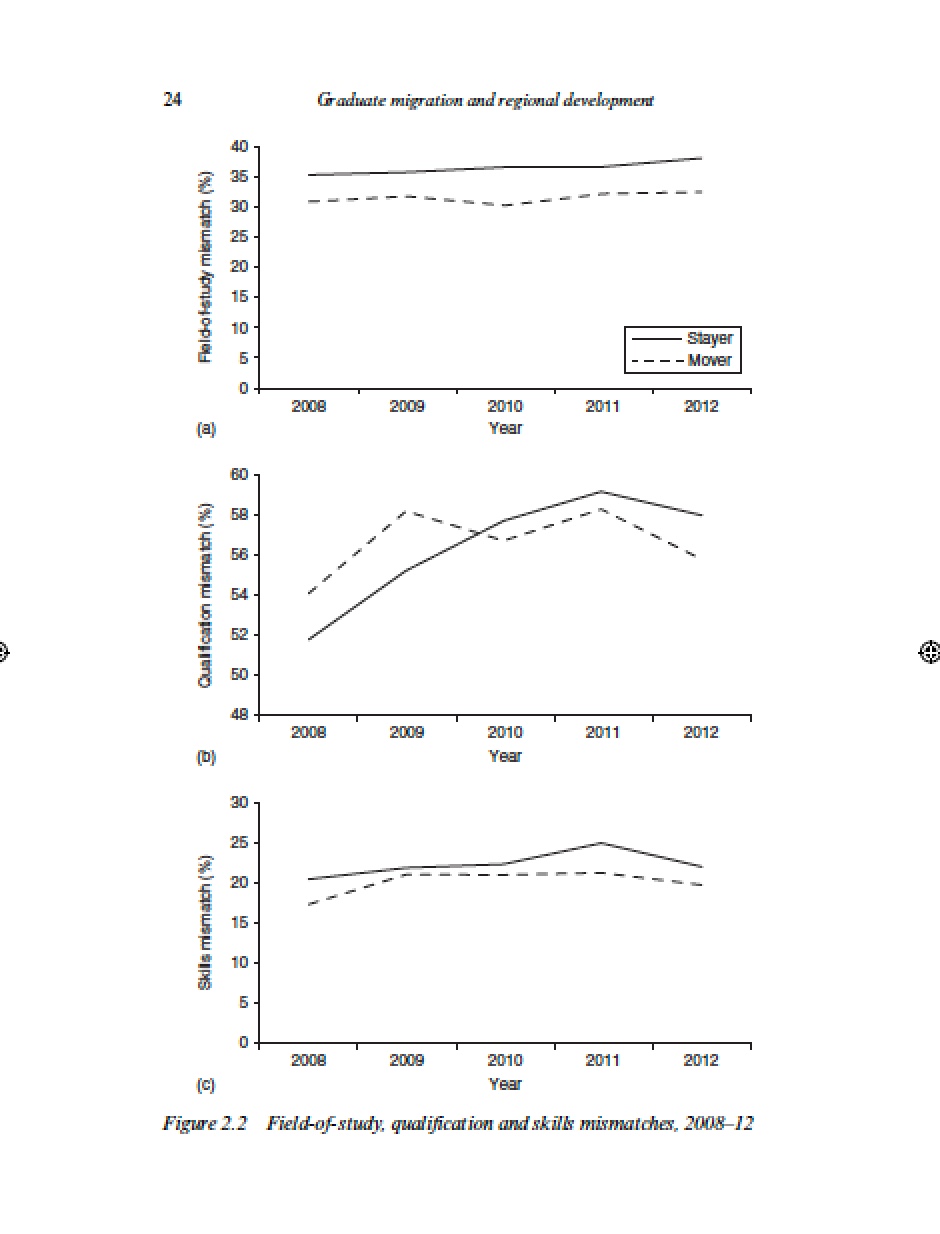 24 Graduate migration and regional development
40
35
30
25
20
15
10
5
0
Field-of-study mismatch (%)
Stayer
Mover
2008 2009 2010 2011 2012
(a) Year
60
58
56
54
52
50
48
Qualification mismatch (%)
2008 2009 2010 2011 2012
Year
(b)
30
25
20
15
10
5
0
Skills mismatch (%)
2008 2009 2010 2011 2012
(c) Year
Figure 2.2 Field-of-study, qualification and skills mismatches, 2008–12